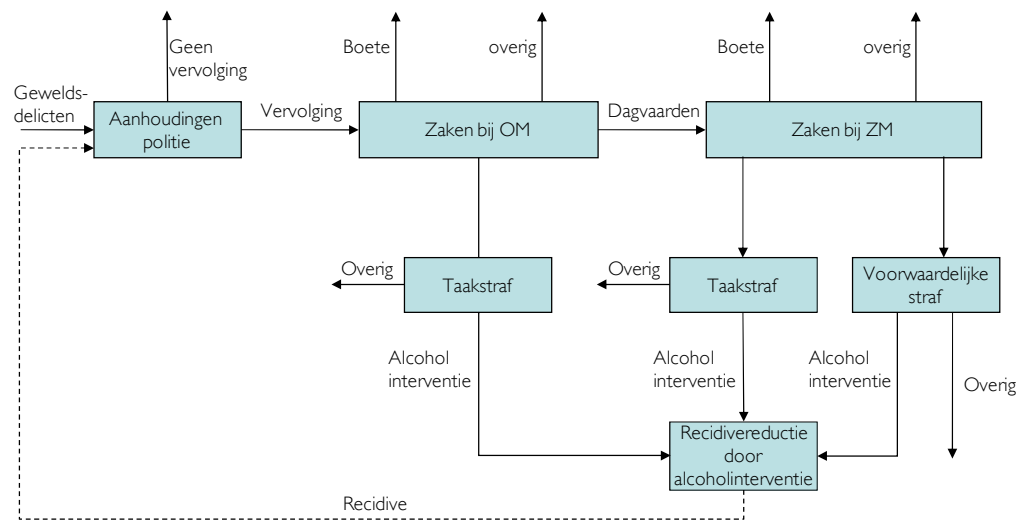 Geen
vervolging
Boete
overig
Boete
overig
Gewelds-
delicten
Aanhoudingen
politie
Vervolging
Zaken bij OM
Dagvaarden
Zaken bij ZM
Overig
Taakstraf
Overig
Taakstraf
Voorwaardelijke
straf
Alcohol
interventie
Alcohol
interventie
Alcohol
interventie
Overig
Recidivereductie
door
alcoholinterventie
Recidive